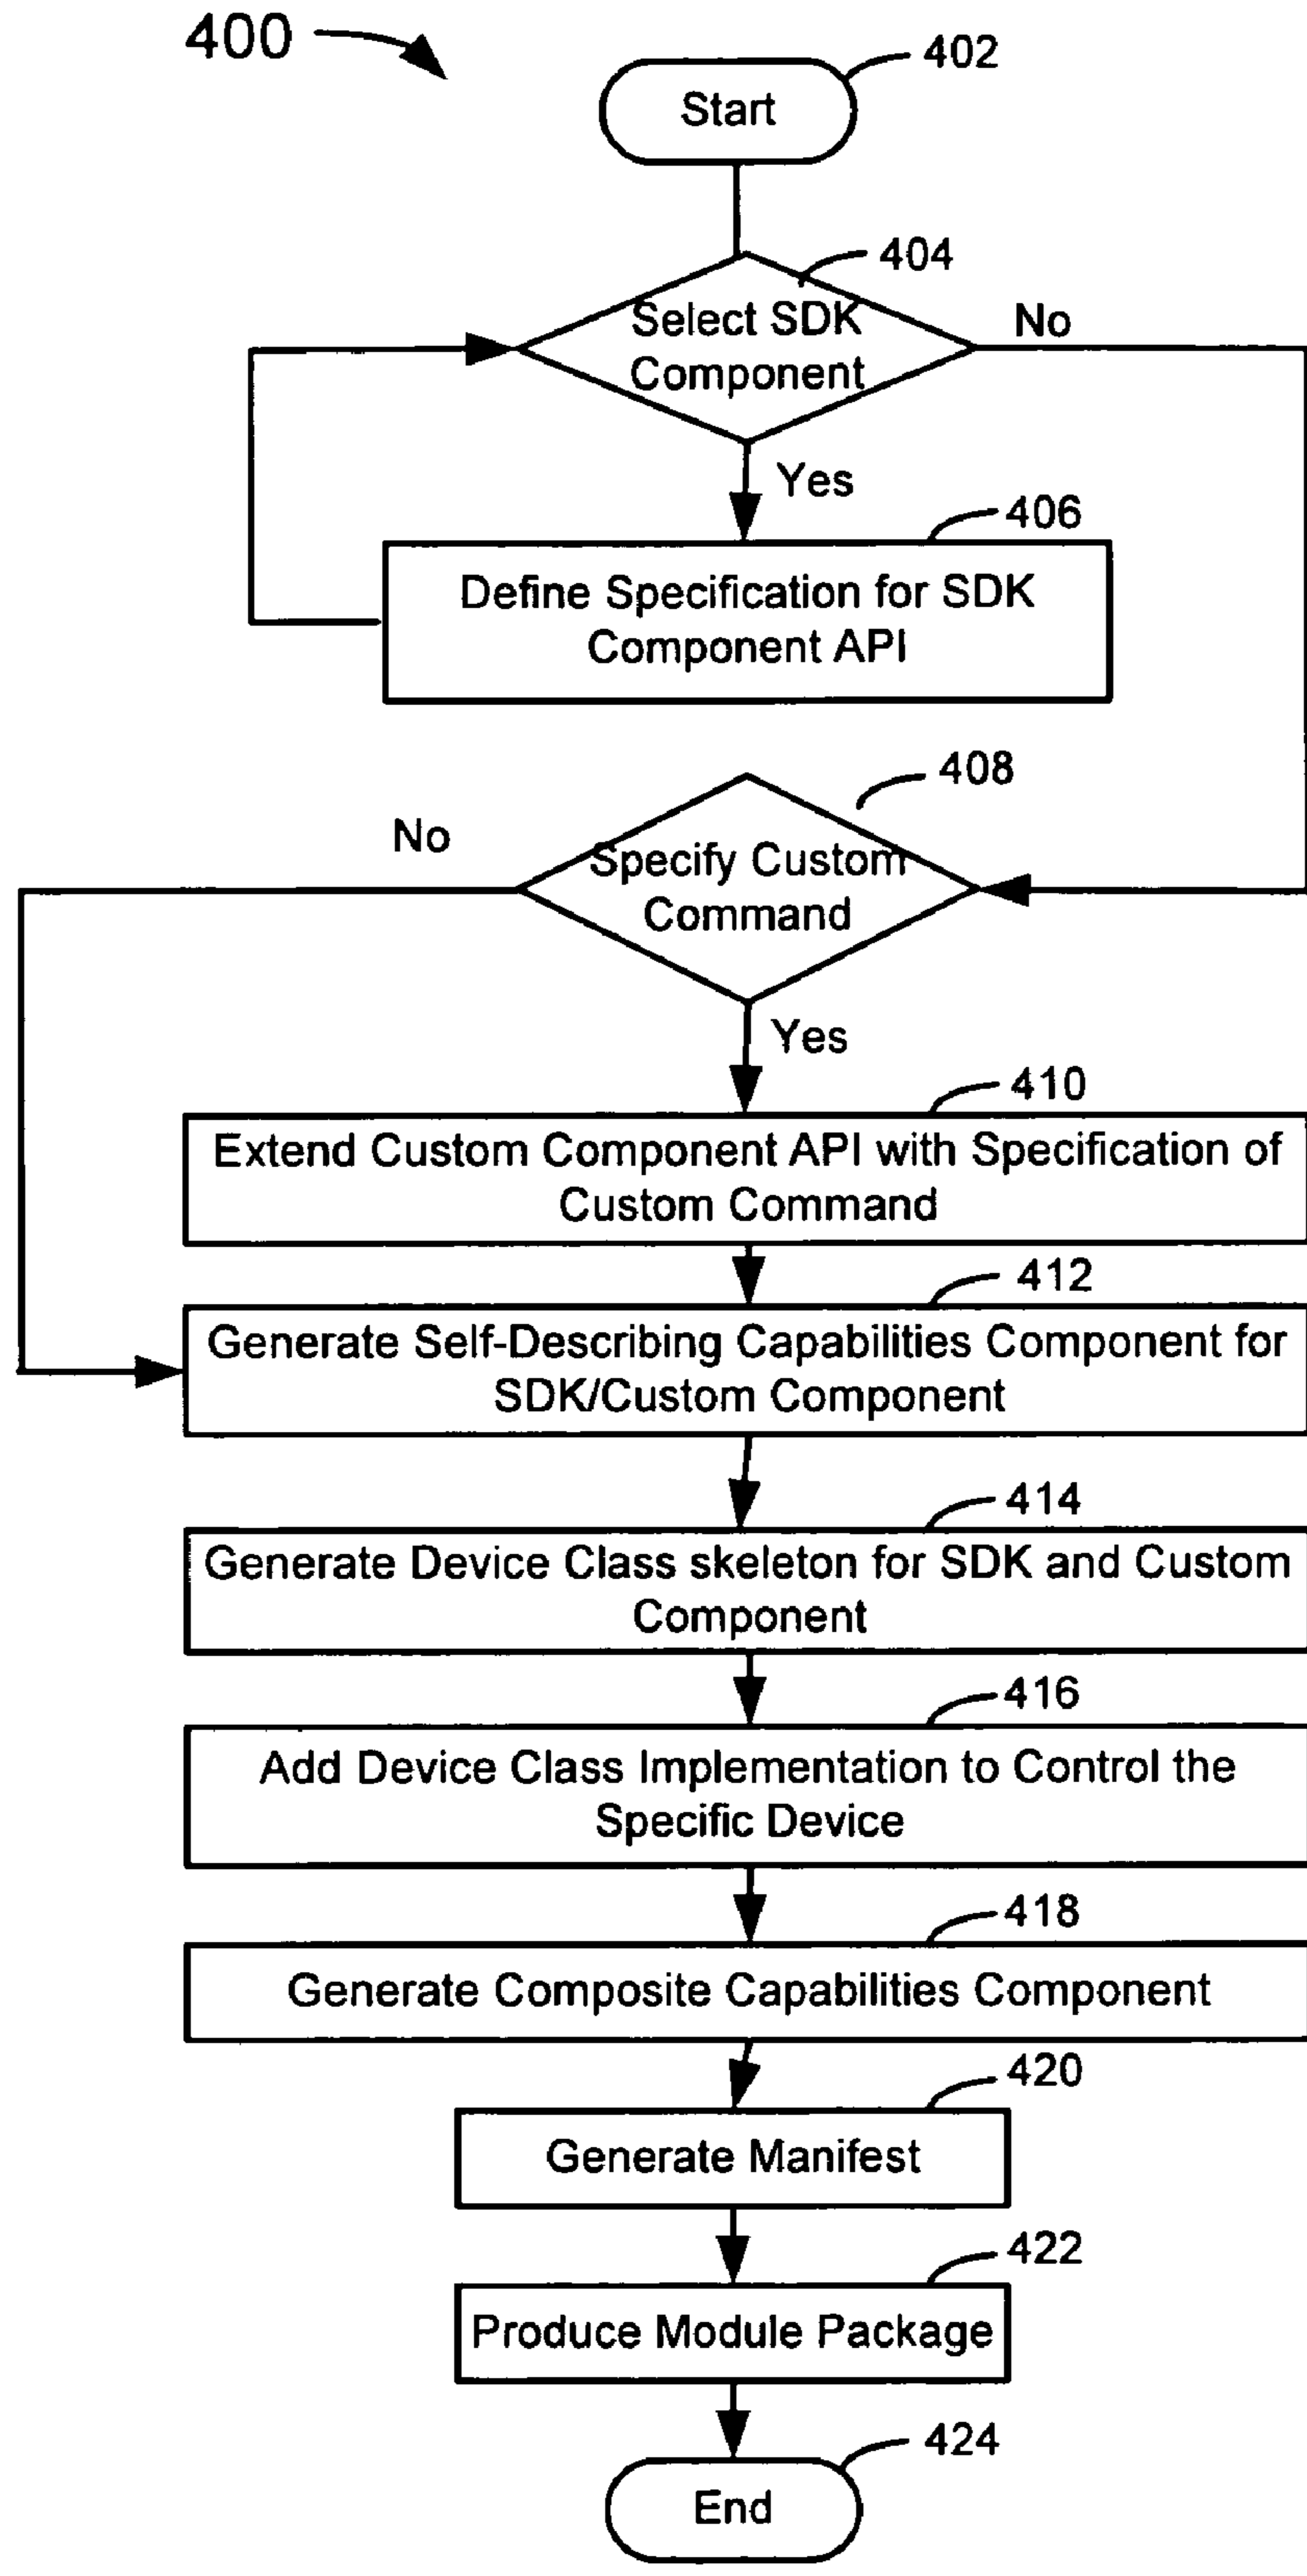 400
402
Start
404
Select SDK
Component
No
Yes
406
Define Specification for SDK
Component API
408
No
Specify Custom
Command
Yes
410
Extend Custom Component API with Specification of
Custom Command
412
Generate Self-Describing Capabilities Component for
SDK/Custom Component
414
Generate Device Class skeleton for SDK and Custom
Component
416
Add Device Class Implementation to Control the
Specific Device
418
Generate Composite Capabilities Component
420
Generate Manifest
422
Produce Module Package
424
End